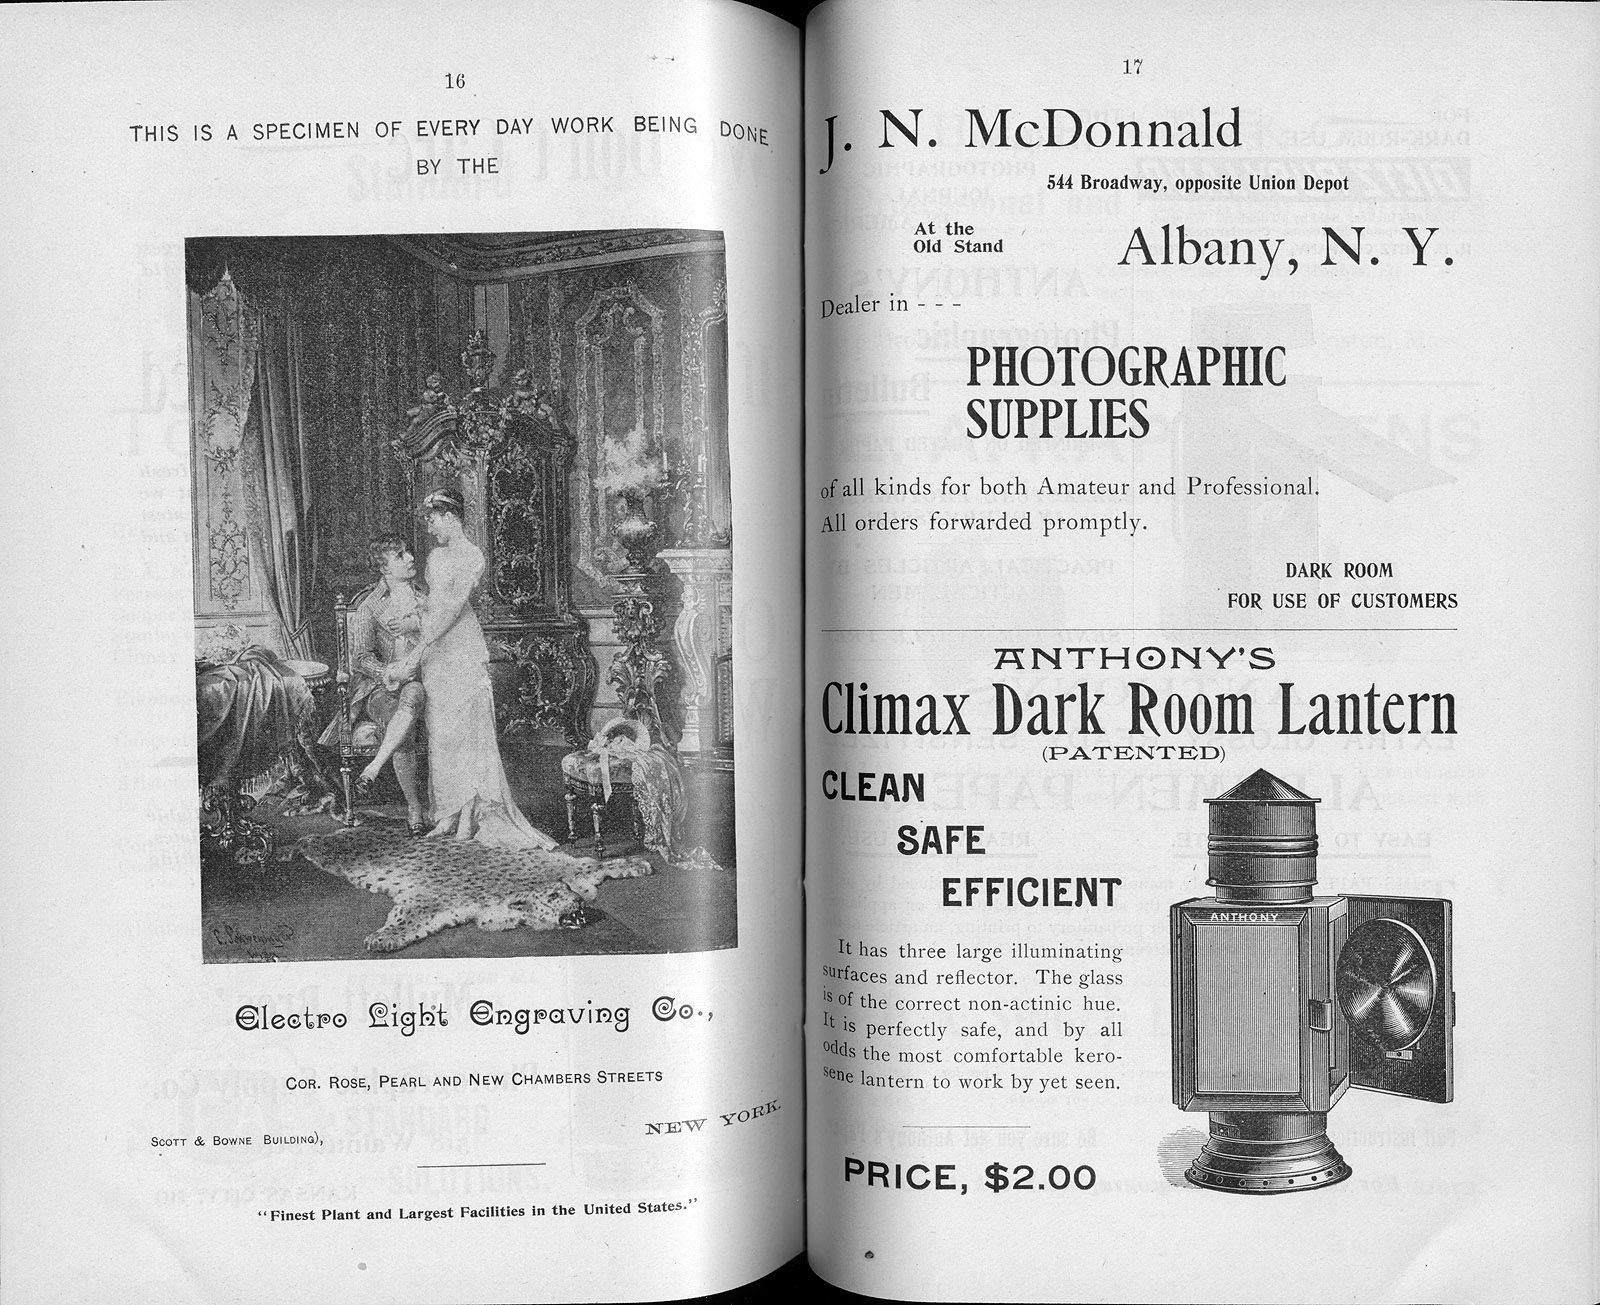 16
THIS IS A SPECIMEN OF EVERY DAY WORK BEING DONE
BY THE
Electro Light Engraving Co.,
COR. ROSE, PEARL AND NEW CHAMBERS STREETS
NEW YORK.
SCOTT & BOWNE BUILDING),
"Finest Plant and Largest Facilities in the United States."
17
J. N. McDonnald
544 Broadway, opposite Union Depot
At the
Old Stand
Albany, N. Y.
Dealer in - - -
PHOTOGRAPHIC
SUPPLIES
of all kinds for both Amateur and Professional.
All orders forwarded promptly.
DARK ROOM
FOR USE OF CUSTOMERS
ANTHONY'S
Climax Dark Room Lantern
(PATENTED)
CLEAN
SAFE
EFFICIENT
ANTHONY
It has three large illuminating
surfaces and reflector. The glass
is of the correct non-actinic hue.
It is perfectly safe, and by all
odds the most comfortable kero-
sene lantern to work by yet seen.
PRICE, $2.00